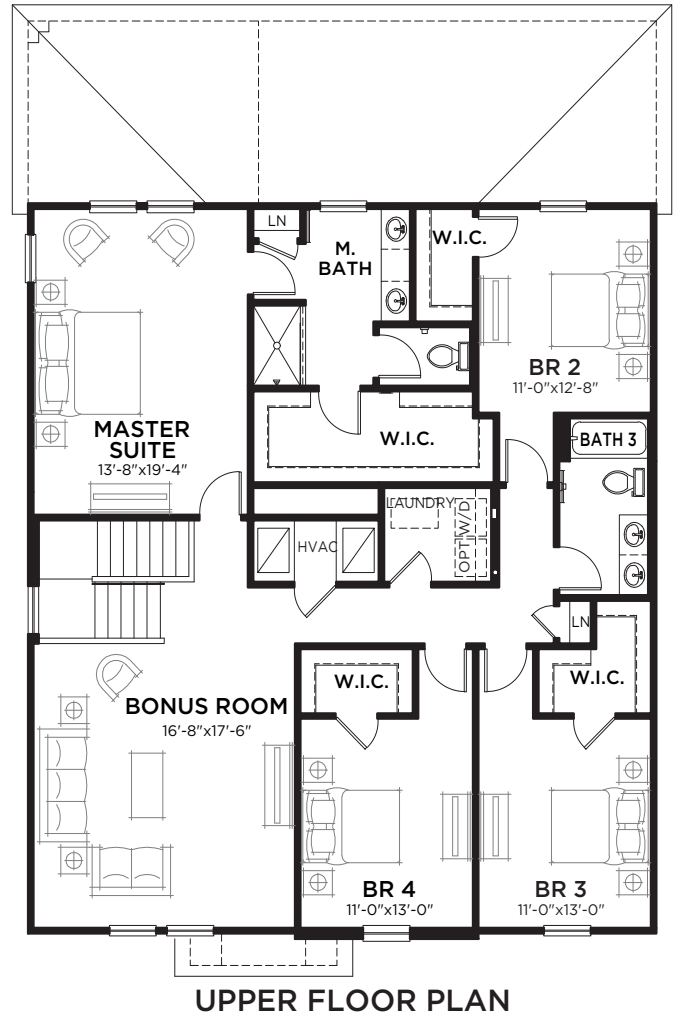 LN
M.
BATH
W.I.C.
BR 2
11'-0"x12'-8"
MASTER
SUITE
13'-8"x19'-4"
W.I.C.
BATH 3
LAUNDRY
OPT W/D
HVAC
LN
W.I.C.
W.I.C.
BONUS ROOM
16'-8"x17'-6"
BR 4
11'-0"x13'-0"
BR 3
11'-0"x13'-0"
UPPER FLOOR PLAN